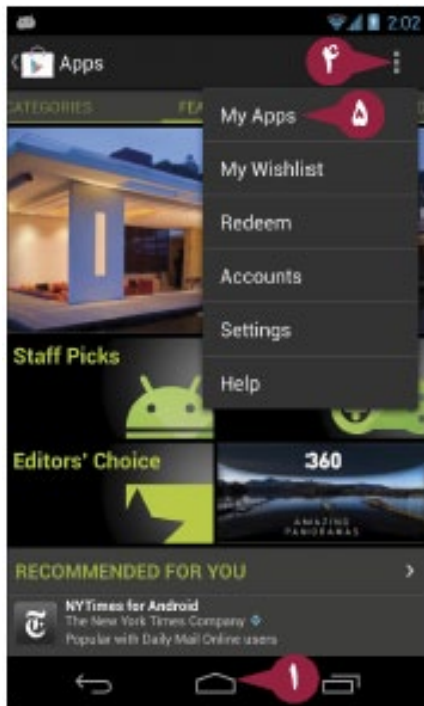 2:02
Apps
۴
CATEGORIES
My Apps
۵
My Wishlist
Redeem
Accounts
Settings
Help
Staff Picks
Editors' Choice
360
AMAZING
PANORAMAS
RECOMMENDED FOR YOU
NYTimes for Android
The New York Times Company
Popular with Daily Mail Online users
۱